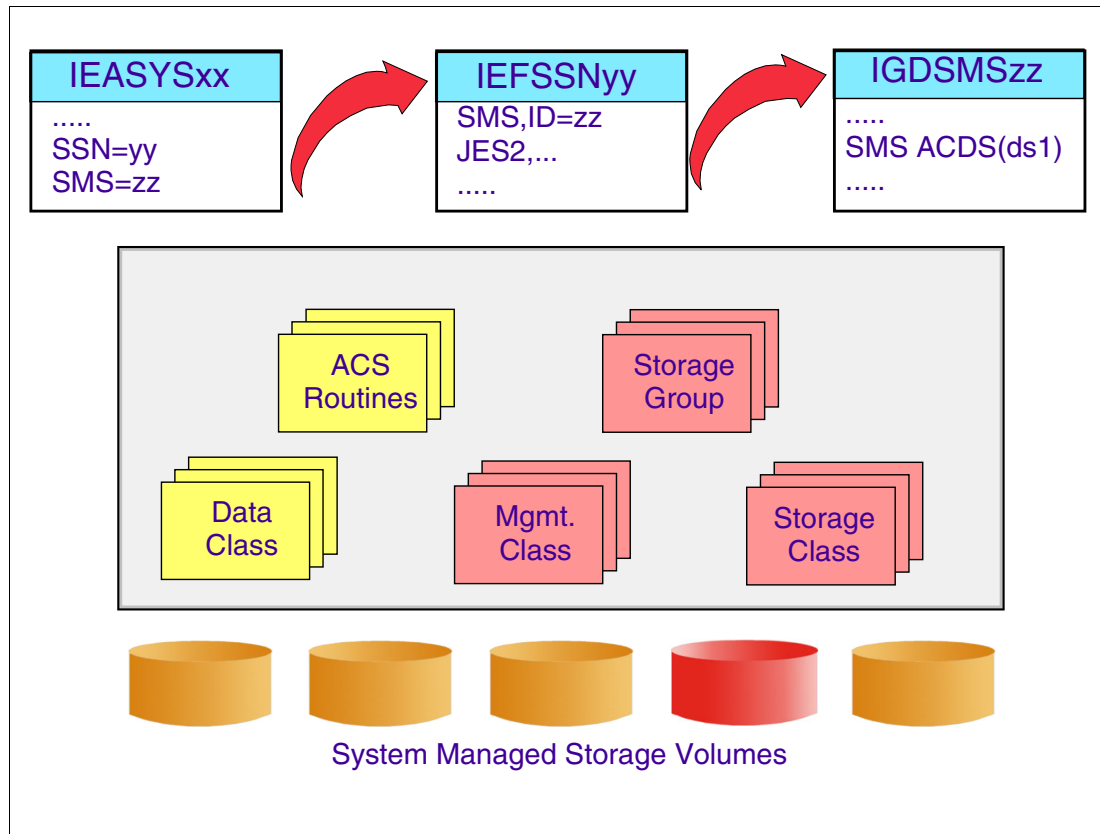 IEASYSxx
.....
SSN=yy
SMS=zz
IEFSSNyy
SMS,ID=zz
JES2,...
.....
IGDSMSzz
.....
SMS ACDS(ds1)
.....
ACS
Routines
Storage
Group
Data
Class
Mgmt.
Class
Storage
Class
System Managed Storage Volumes